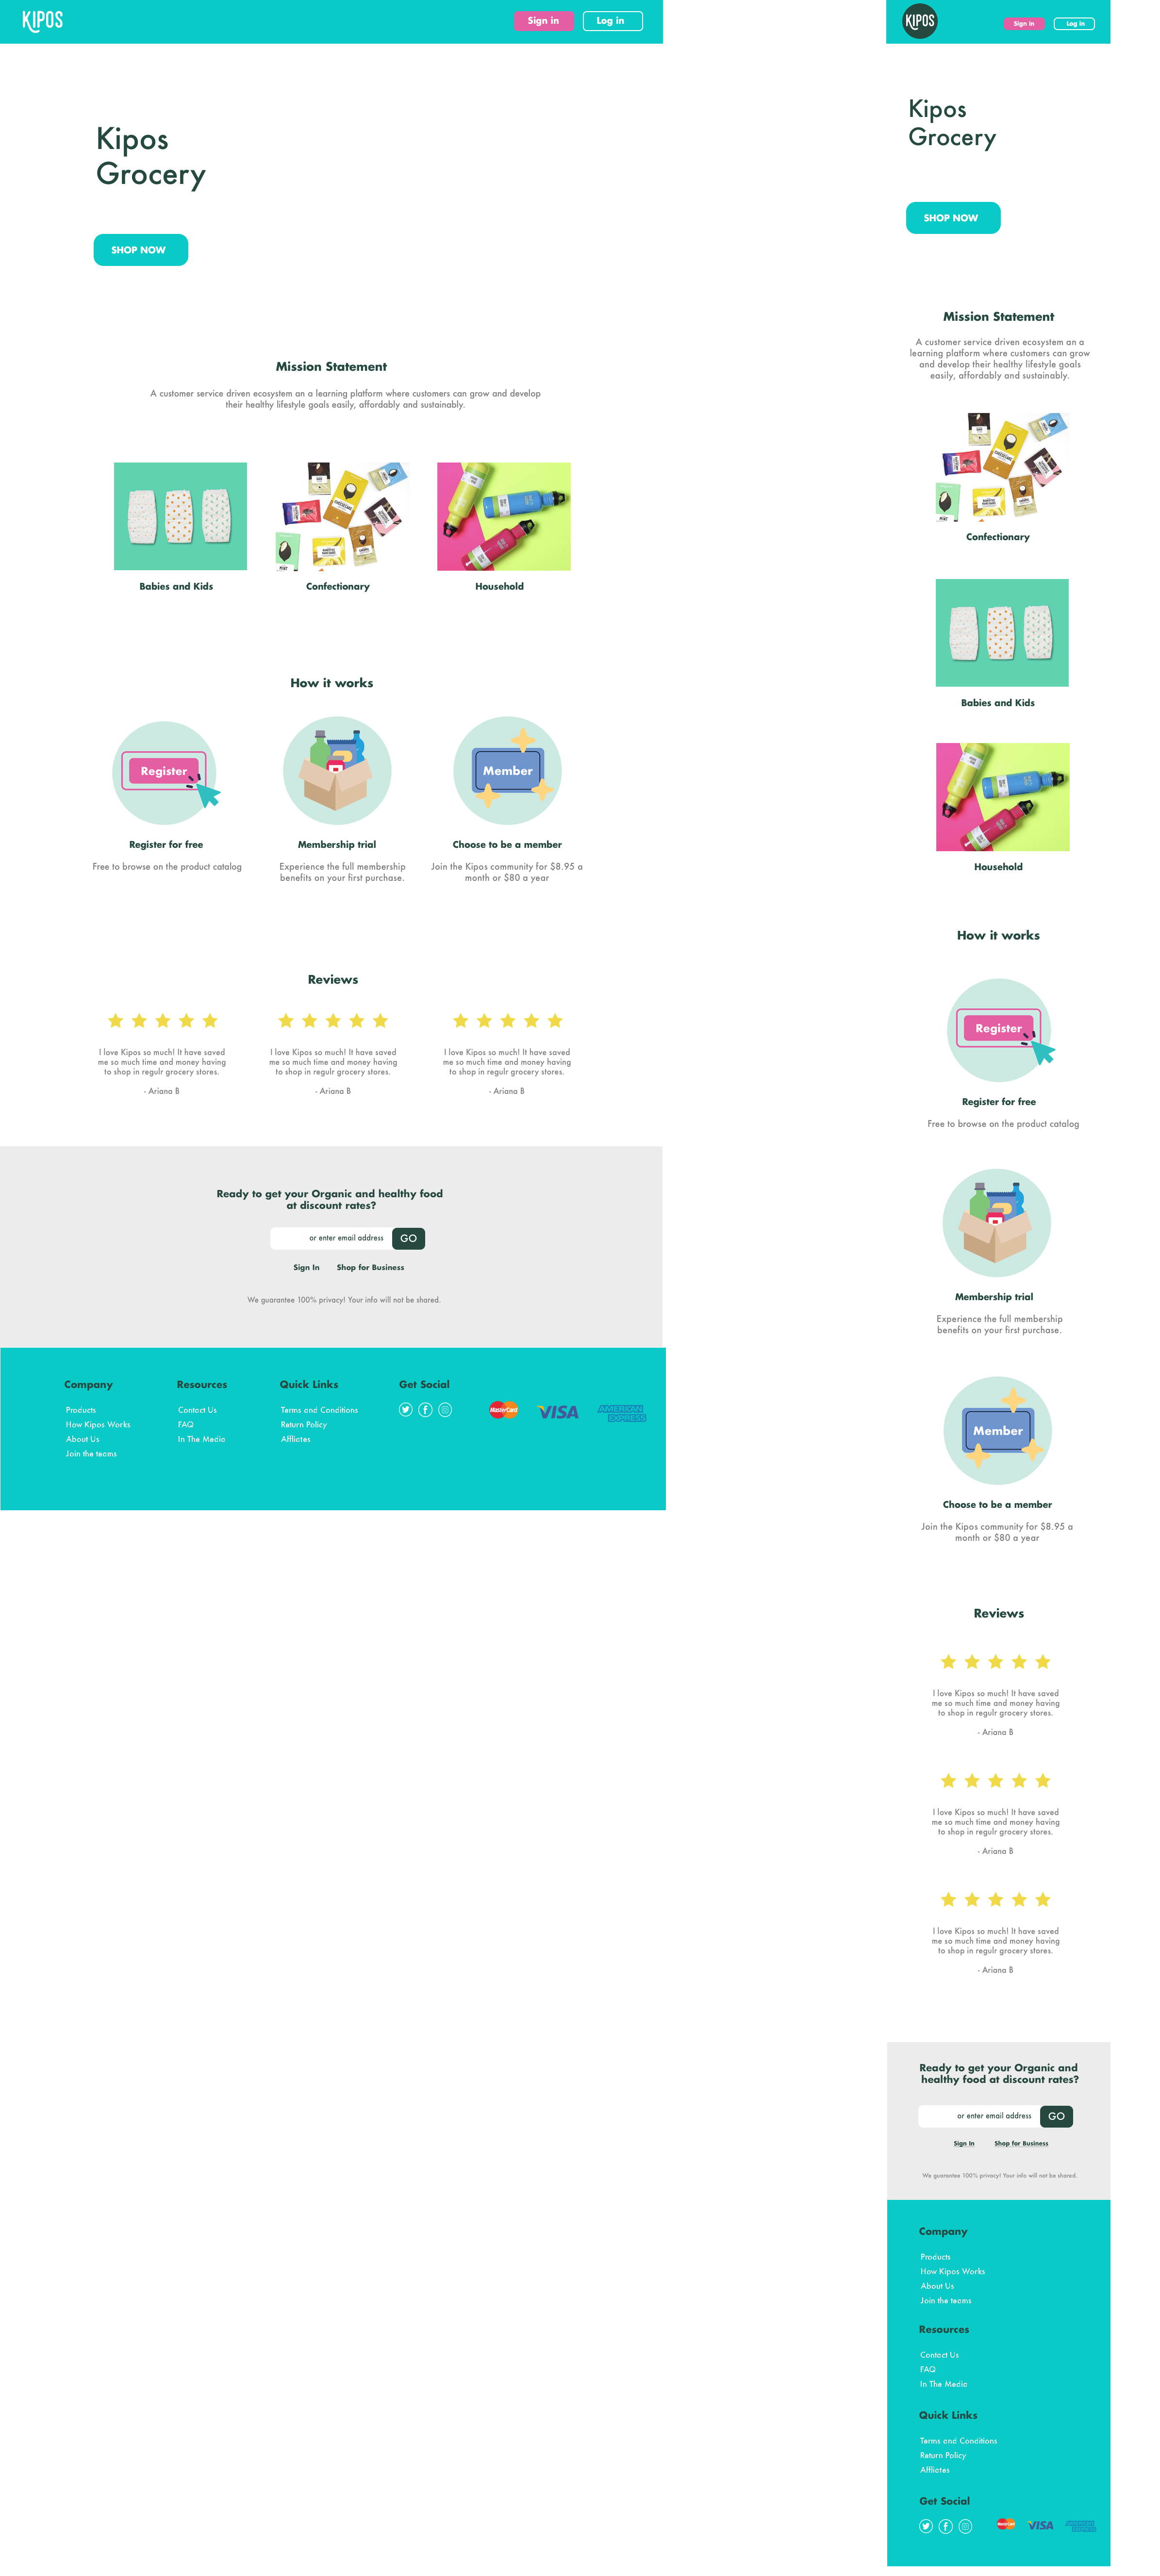 KIPOS
Sign in
Log in
Kipos
Grocery
SHOP NOW
Mission Statement
A customer service driven ecosystem an a learning platform where customers can grow and develop
their healthy lifestyle goals easily, affordably and sustainably.
Babies and Kids
Confectionary
Household
How it works
Register
Member
Register for free
Membership trial
Choose to be a member
Free to browse on the product catalog
Experience the full membership
benefits on your first purchase.
Join the Kipos community for $8.95 a
month or $80 a year
Reviews
I love Kipos so much! It have saved
me so much time and money having
to shop in regulr grocery stores.
- Ariana B
I love Kipos so much! It have saved
me so much time and money having
to shop in regulr grocery stores.
- Ariana B
I love Kipos so much! It have saved
me so much time and money having
to shop in regulr grocery stores.
- Ariana B
Ready to get your Organic and healthy food
at discount rates?
or enter email address
GO
Sign In
Shop for Business
We guarantee 100% privacy! Your info will not be shared.
Company
Products
How Kipos Works
About Us
Join the teams
Resources
Contact Us
FAQ
In The Media
Quick Links
Terms and Conditions
Return Policy
Affliates
Get Social
MasterCard
VISA
AMERICAN
EXPRESS
KIPOS
Sign in
Log in
Kipos
Grocery
SHOP NOW
Mission Statement
A customer service driven ecosystem an a
learning platform where customers can grow
and develop their healthy lifestyle goals
easily, affordably and sustainably.
Confectionary
Babies and Kids
Household
How it works
Register
Register for free
Free to browse on the product catalog
Membership trial
Experience the full membership
benefits on your first purchase.
Member
Choose to be a member
Join the Kipos community for $8.95 a
month or $80 a year
Reviews
I love Kipos so much! It have saved
me so much time and money having
to shop in regulr grocery stores.
- Ariana B
I love Kipos so much! It have saved
me so much time and money having
to shop in regulr grocery stores.
- Ariana B
I love Kipos so much! It have saved
me so much time and money having
to shop in regulr grocery stores.
- Ariana B
Ready to get your Organic and
healthy food at discount rates?
or enter email address
GO
Sign In
Shop for Business
We guarantee 100% privacy! Your info will not be shared.
Company
Products
How Kipos Works
About Us
Join the teams
Resources
Contact Us
FAQ
In The Media
Quick Links
Terms and Conditions
Return Policy
Affliates
Get Social
MasterCard
VISA
AMERICAN
EXPRESS